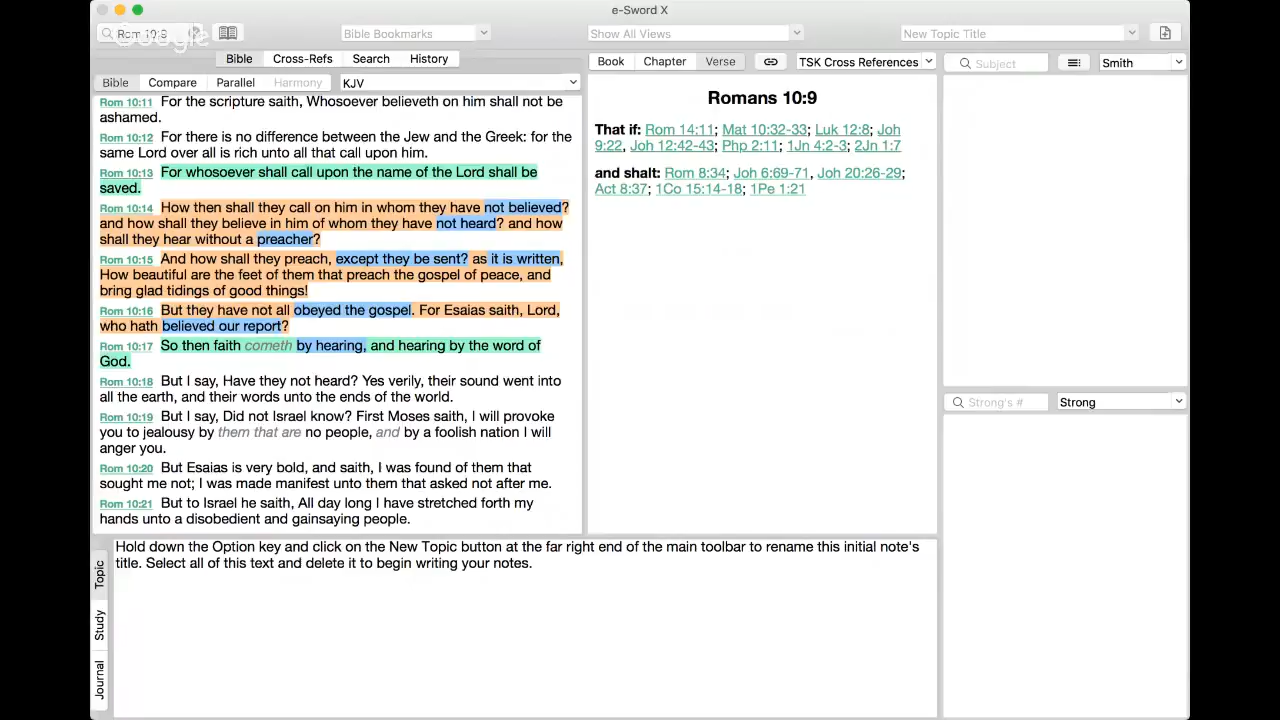 e-Sword X
Rom 10:8
Google
Bible Bookmarks
Show All Views
New Topic Title
Bible Cross-Refs Search History
Bible Compare Parallel Harmony KJV
Rom 10:11 For the scripture saith, Whosoever believeth on him shall not be
ashamed.
Rom 10:12 For there is no difference between the Jew and the Greek: for the
same Lord over all is rich unto all that call upon him.
Rom 10:13 For whosoever shall call upon the name of the Lord shall be
saved.
Rom 10:14 How then shall they call on him in whom they have not believed?
and how shall they believe in him of whom they have not heard? and how
shall they hear without a preacher?
Rom 10:15 And how shall they preach, except they be sent? as it is written,
How beautiful are the feet of them that preach the gospel of peace, and
bring glad tidings of good things!
Rom 10:16 But they have not all obeyed the gospel. For Esaias saith, Lord,
who hath believed our report?
Rom 10:17 So then faith cometh by hearing, and hearing by the word of
God.
Rom 10:18 But I say, Have they not heard? Yes verily, their sound went into
all the earth, and their words unto the ends of the world.
Rom 10:19 But I say, Did not Israel know? First Moses saith, I will provoke
you to jealousy by them that are no people, and by a foolish nation I will
anger you.
Rom 10:20 But Esaias is very bold, and saith, I was found of them that
sought me not; I was made manifest unto them that asked not after me.
Rom 10:21 But to Israel he saith, All day long I have stretched forth my
hands unto a disobedient and gainsaying people.
Book Chapter Verse TSK Cross References
Romans 10:9
That if: Rom 14:11; Mat 10:32-33; Luk 12:8; Joh
9:22, Joh 12:42-43; Php 2:11; 1Jn 4:2-3; 2Jn 1:7
and shalt: Rom 8:34; Joh 6:69-71, Joh 20:26-29;
Act 8:37; 1Co 15:14-18; 1Pe 1:21
Subject Smith
Strong's # Strong
Topic
Study
Journal
Hold down the Option key and click on the New Topic button at the far right end of the main toolbar to rename this initial note's
title. Select all of this text and delete it to begin writing your notes.